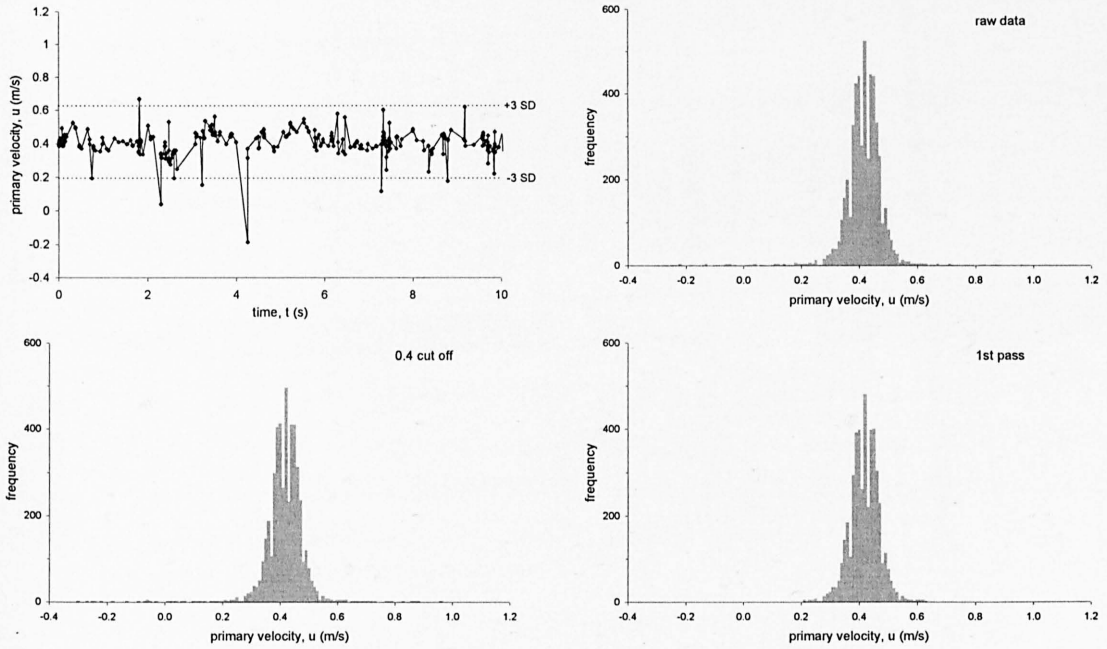 1.2
1
0.8
0.6
0.4
0.2
0
-0.2
-0.4
primary velocity, u (m/s)
+3 SD
-3 SD
0 2 4 6 8 10
time, t (s)
raw data
600
400
200
0
frequency
-0.4 -0.2 0.0 0.2 0.4 0.6 0.8 1.0 1.2
primary velocity, u (m/s)
0.4 cut off
600
400
200
0
frequency
-0.4 -0.2 0.0 0.2 0.4 0.6 0.8 1.0 1.2
primary velocity, u (m/s)
1st pass
600
400
200
0
frequency
-0.4 -0.2 0.0 0.2 0.4 0.6 0.8 1.0 1.2
primary velocity, u (m/s)